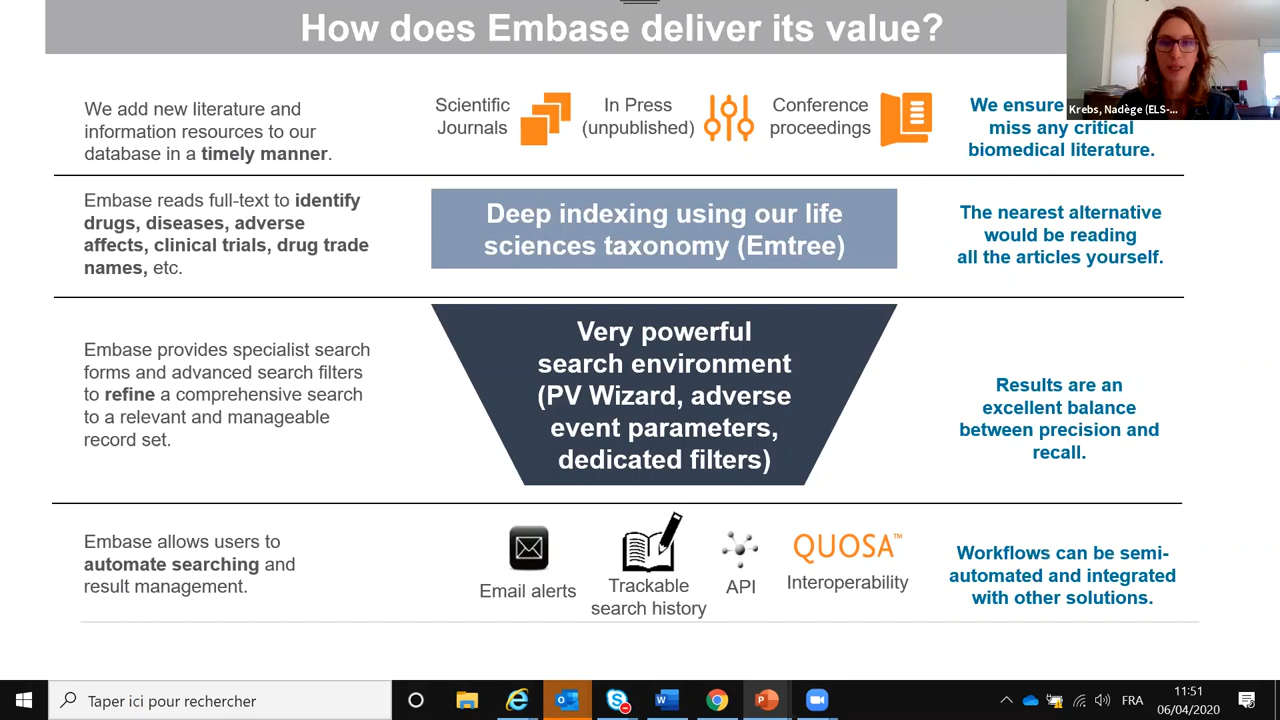 How does Embase deliver its value?
Krebs, Nadège (ELS-...
We add new literature and
information resources to our
database in a timely manner.
Scientific
Journals
In Press
(unpublished)
Conference
proceedings
We ensure
miss any critical
biomedical literature.
Embase reads full-text to identify
drugs, diseases, adverse
affects, clinical trials, drug trade
names, etc.
Deep indexing using our life
sciences taxonomy (Emtree)
The nearest alternative
would be reading
all the articles yourself.
Embase provides specialist search
forms and advanced search filters
to refine a comprehensive search
to a relevant and manageable
record set.
Very powerful
search environment
(PV Wizard, adverse
event parameters,
dedicated filters)
Results are an
excellent balance
between precision and
recall.
Embase allows users to
automate searching and
result management.
Email alerts
Trackable
search history
API
QUOSA™
Interoperability
Workflows can be semi-
automated and integrated
with other solutions.
Taper ici pour rechercher
FRA
11:51
06/04/2020